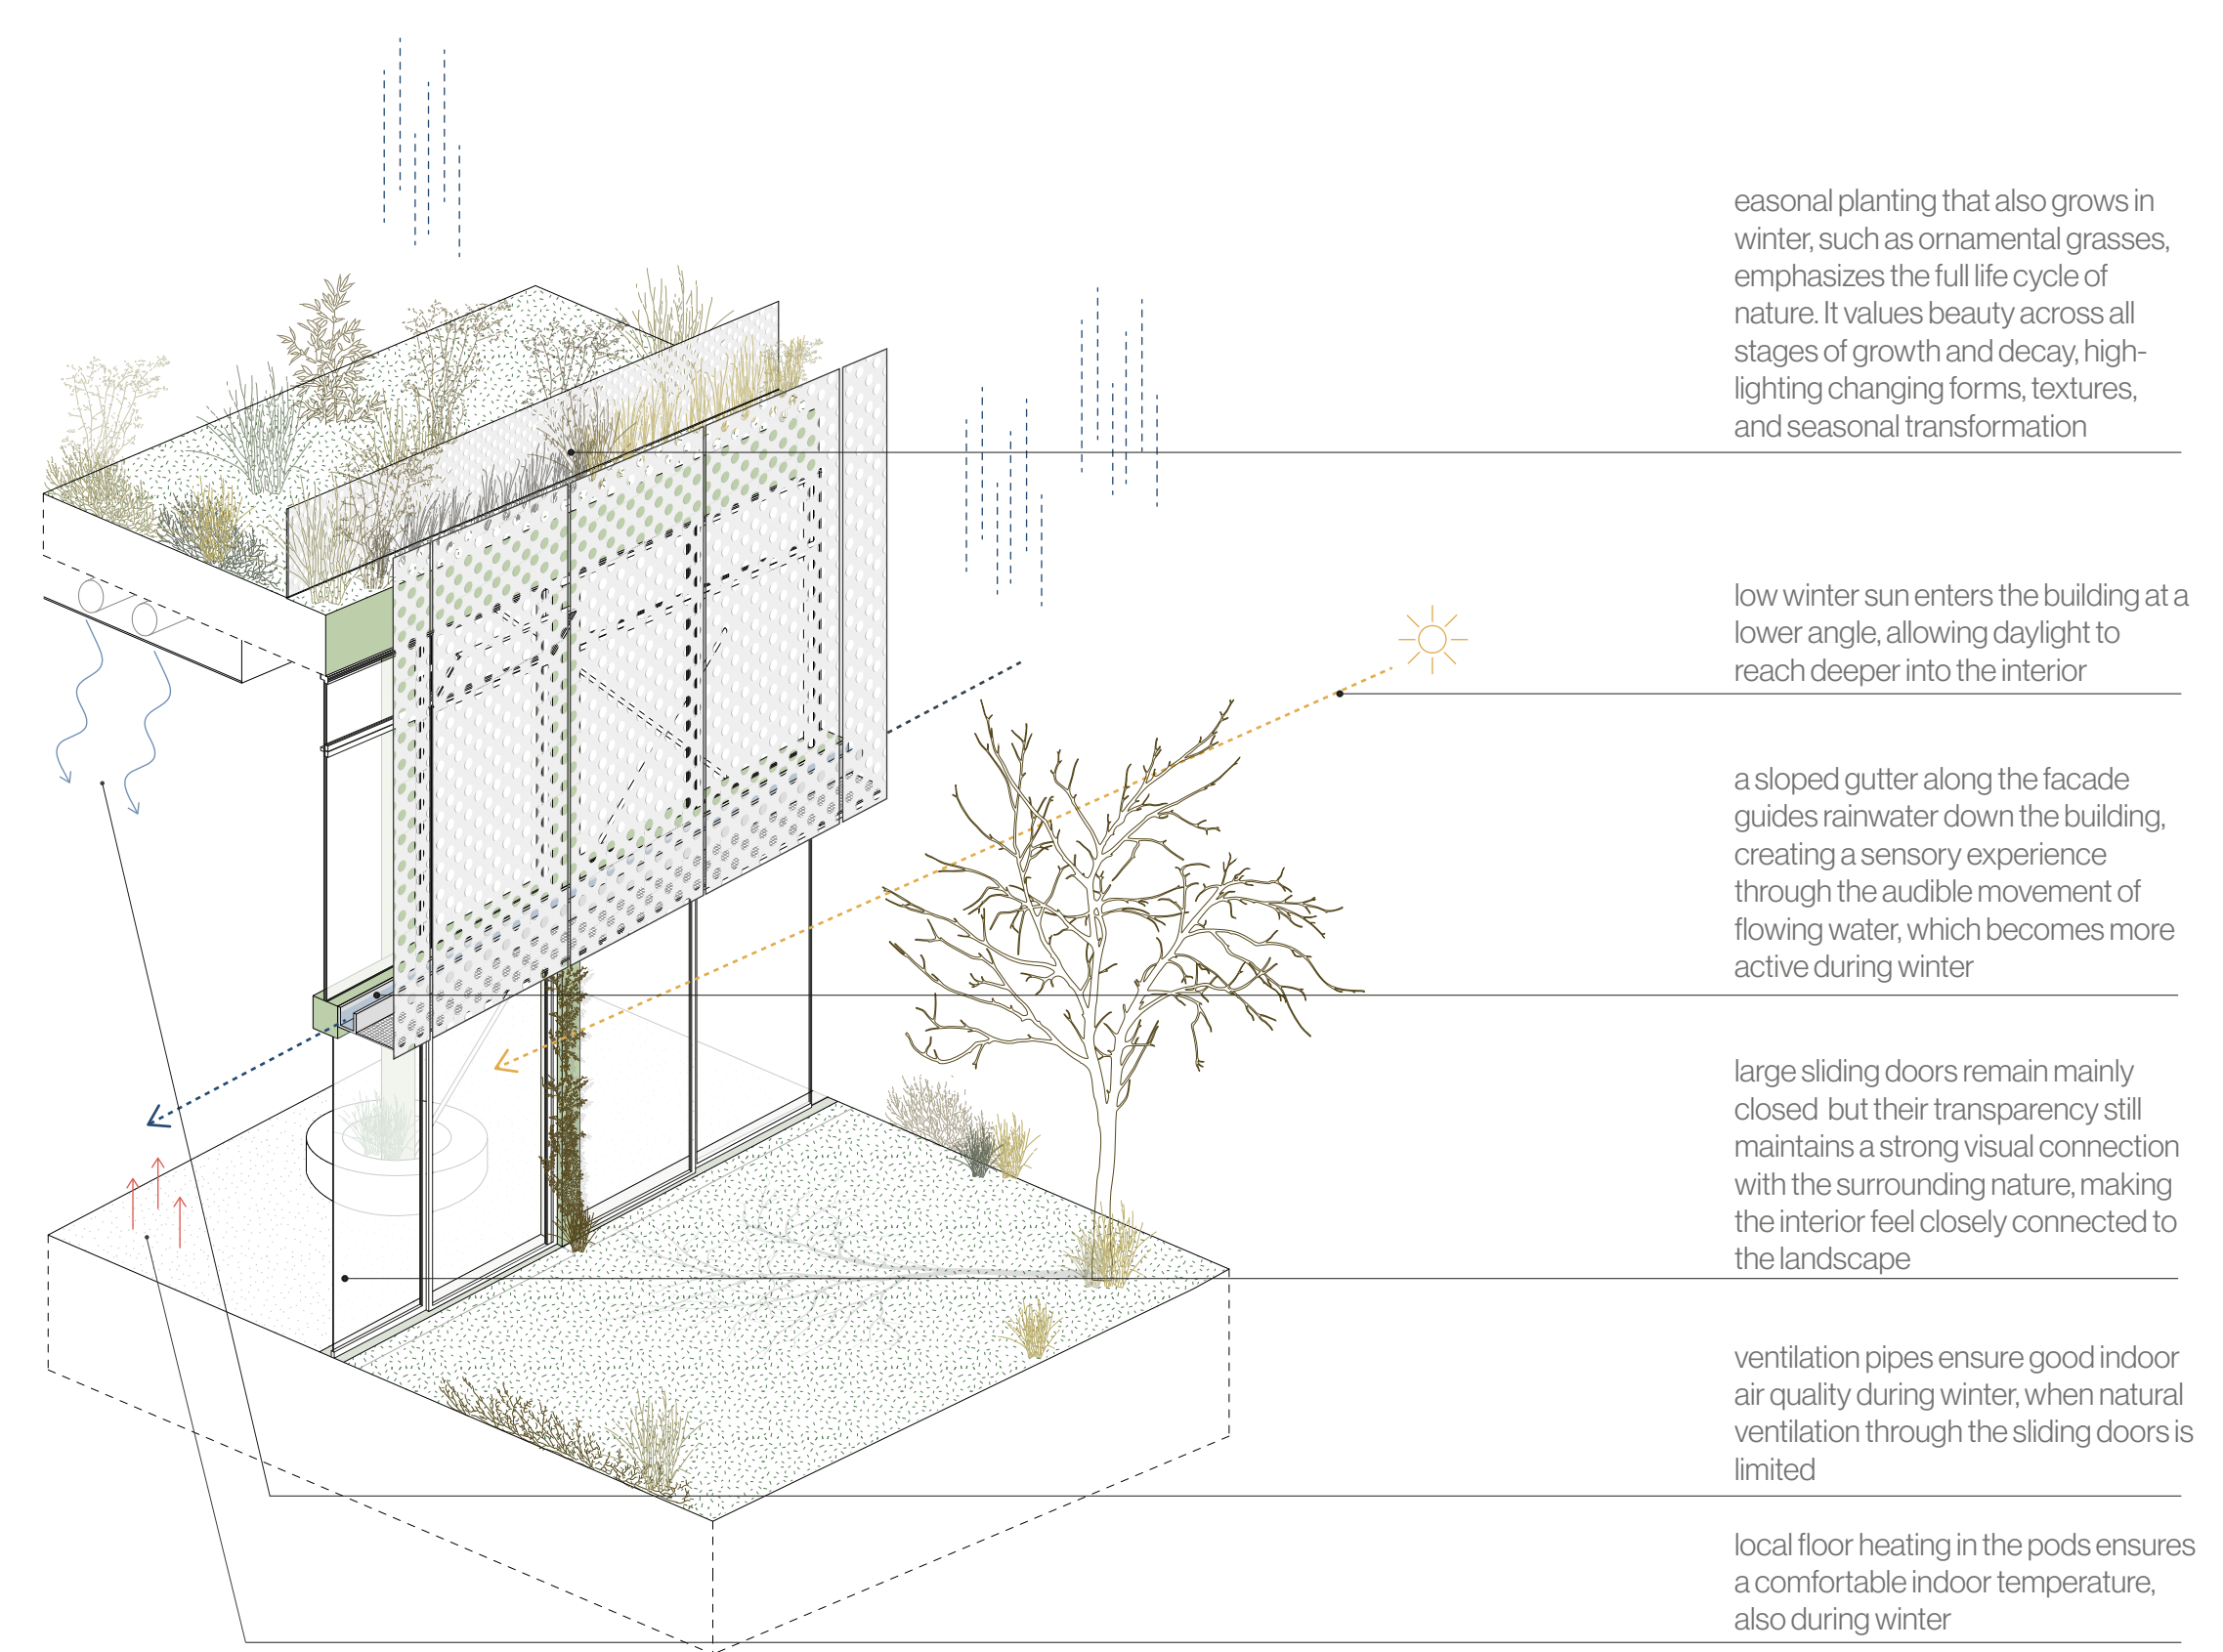 easonal planting that also grows in
winter, such as ornamental grasses,
emphasizes the full life cycle of
nature. It values beauty across all
stages of growth and decay, high-
lighting changing forms, textures,
and seasonal transformation
low winter sun enters the building at a
lower angle, allowing daylight to
reach deeper into the interior
a sloped gutter along the facade
guides rainwater down the building,
creating a sensory experience
through the audible movement of
flowing water, which becomes more
active during winter
large sliding doors remain mainly
closed  but their transparency still
maintains a strong visual connection
with the surrounding nature, making
the interior feel closely connected to
the landscape
ventilation pipes ensure good indoor
air quality during winter, when natural
ventilation through the sliding doors is
limited
local floor heating in the pods ensures
a comfortable indoor temperature,
also during winter